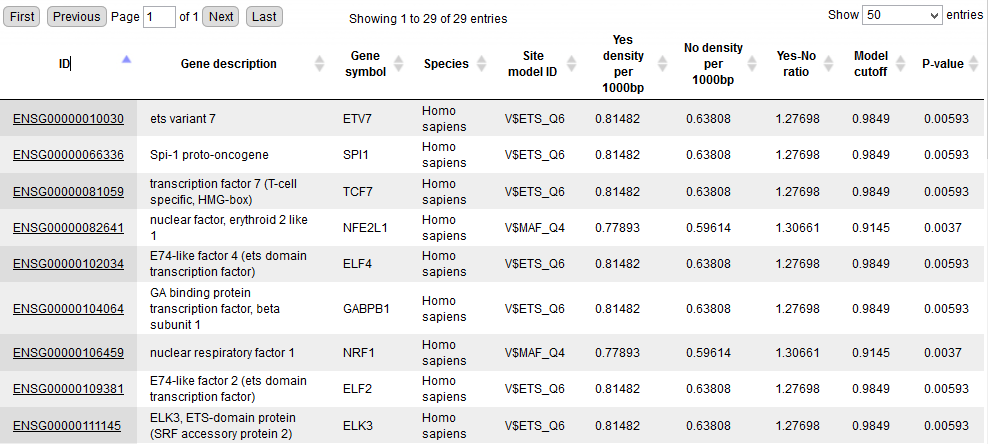 First Previous Page 1 of 1 Next Last Showing 1 to 29 of 29 entries Show 50 entries
ID Gene description Gene symbol Species Site model ID Yes density per 1000bp No density per 1000bp Yes-No ratio Model cutoff P-value
ENSG00000010030 ets variant 7 ETV7 Homo sapiens V$ETS_Q6 0.81482 0.63808 1.27698 0.9849 0.00593
ENSG00000066336 Spi-1 proto-oncogene SPI1 Homo sapiens V$ETS_Q6 0.81482 0.63808 1.27698 0.9849 0.00593
ENSG00000081059 transcription factor 7 (T-cell specific, HMG-box) TCF7 Homo sapiens V$ETS_Q6 0.81482 0.63808 1.27698 0.9849 0.00593
ENSG00000082641 nuclear factor, erythroid 2 like 1 NFE2L1 Homo sapiens V$MAF_Q4 0.77893 0.59614 1.30661 0.9145 0.0037
ENSG00000102034 E74-like factor 4 (ets domain transcription factor) ELF4 Homo sapiens V$ETS_Q6 0.81482 0.63808 1.27698 0.9849 0.00593
ENSG00000104064 GA binding protein transcription factor, beta subunit 1 GABPB1 Homo sapiens V$ETS_Q6 0.81482 0.63808 1.27698 0.9849 0.00593
ENSG00000106459 nuclear respiratory factor 1 NRF1 Homo sapiens V$MAF_Q4 0.77893 0.59614 1.30661 0.9145 0.0037
ENSG00000109381 E74-like factor 2 (ets domain transcription factor) ELF2 Homo sapiens V$ETS_Q6 0.81482 0.63808 1.27698 0.9849 0.00593
ENSG00000111145 ELK3, ETS-domain protein (SRF accessory protein 2) ELK3 Homo sapiens V$ETS_Q6 0.81482 0.63808 1.27698 0.9849 0.00593